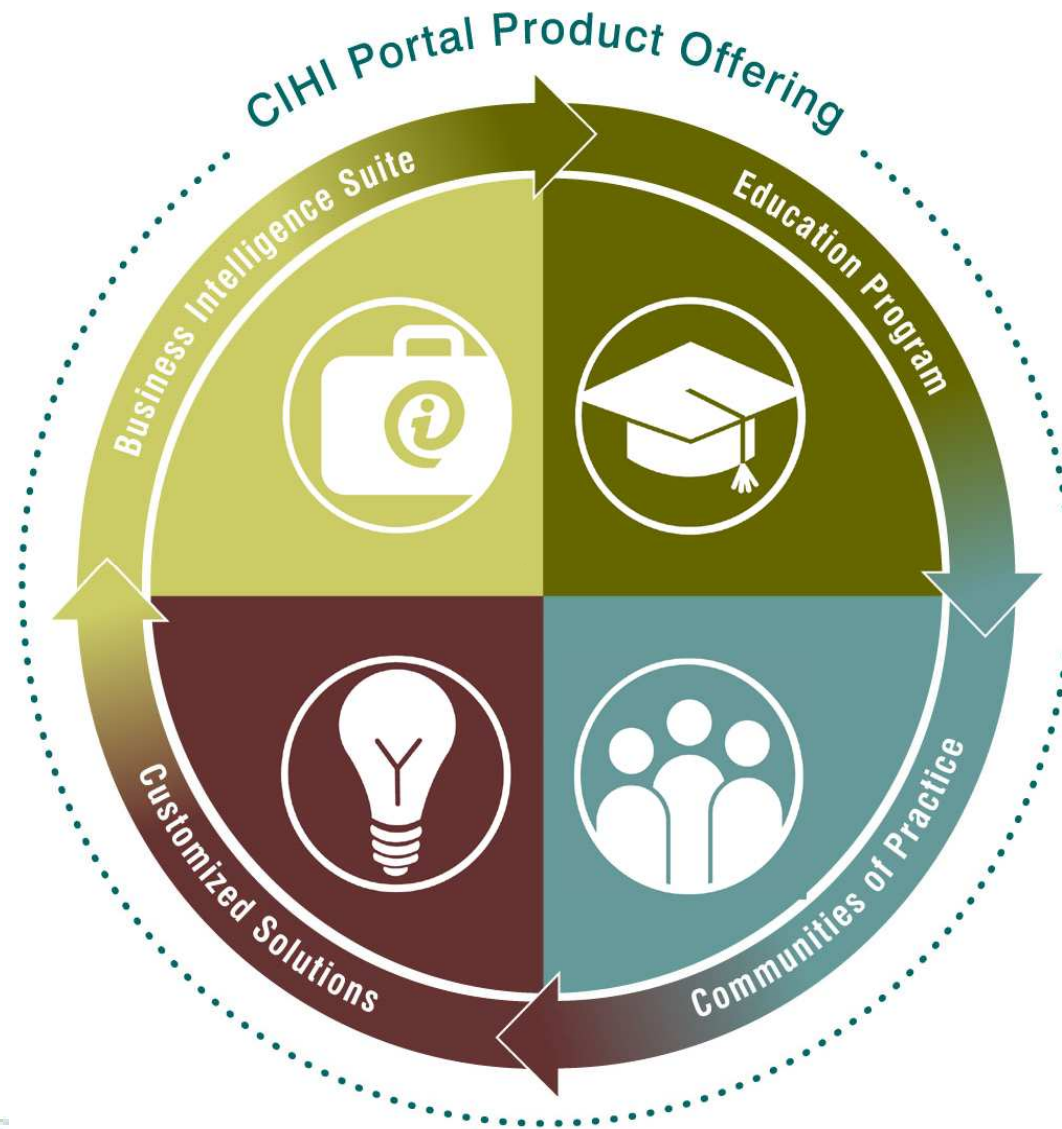 CIHI Portal Product Offering
Business Intelligence Suite
Education Program
i
Customized Solutions
Communities of Practice